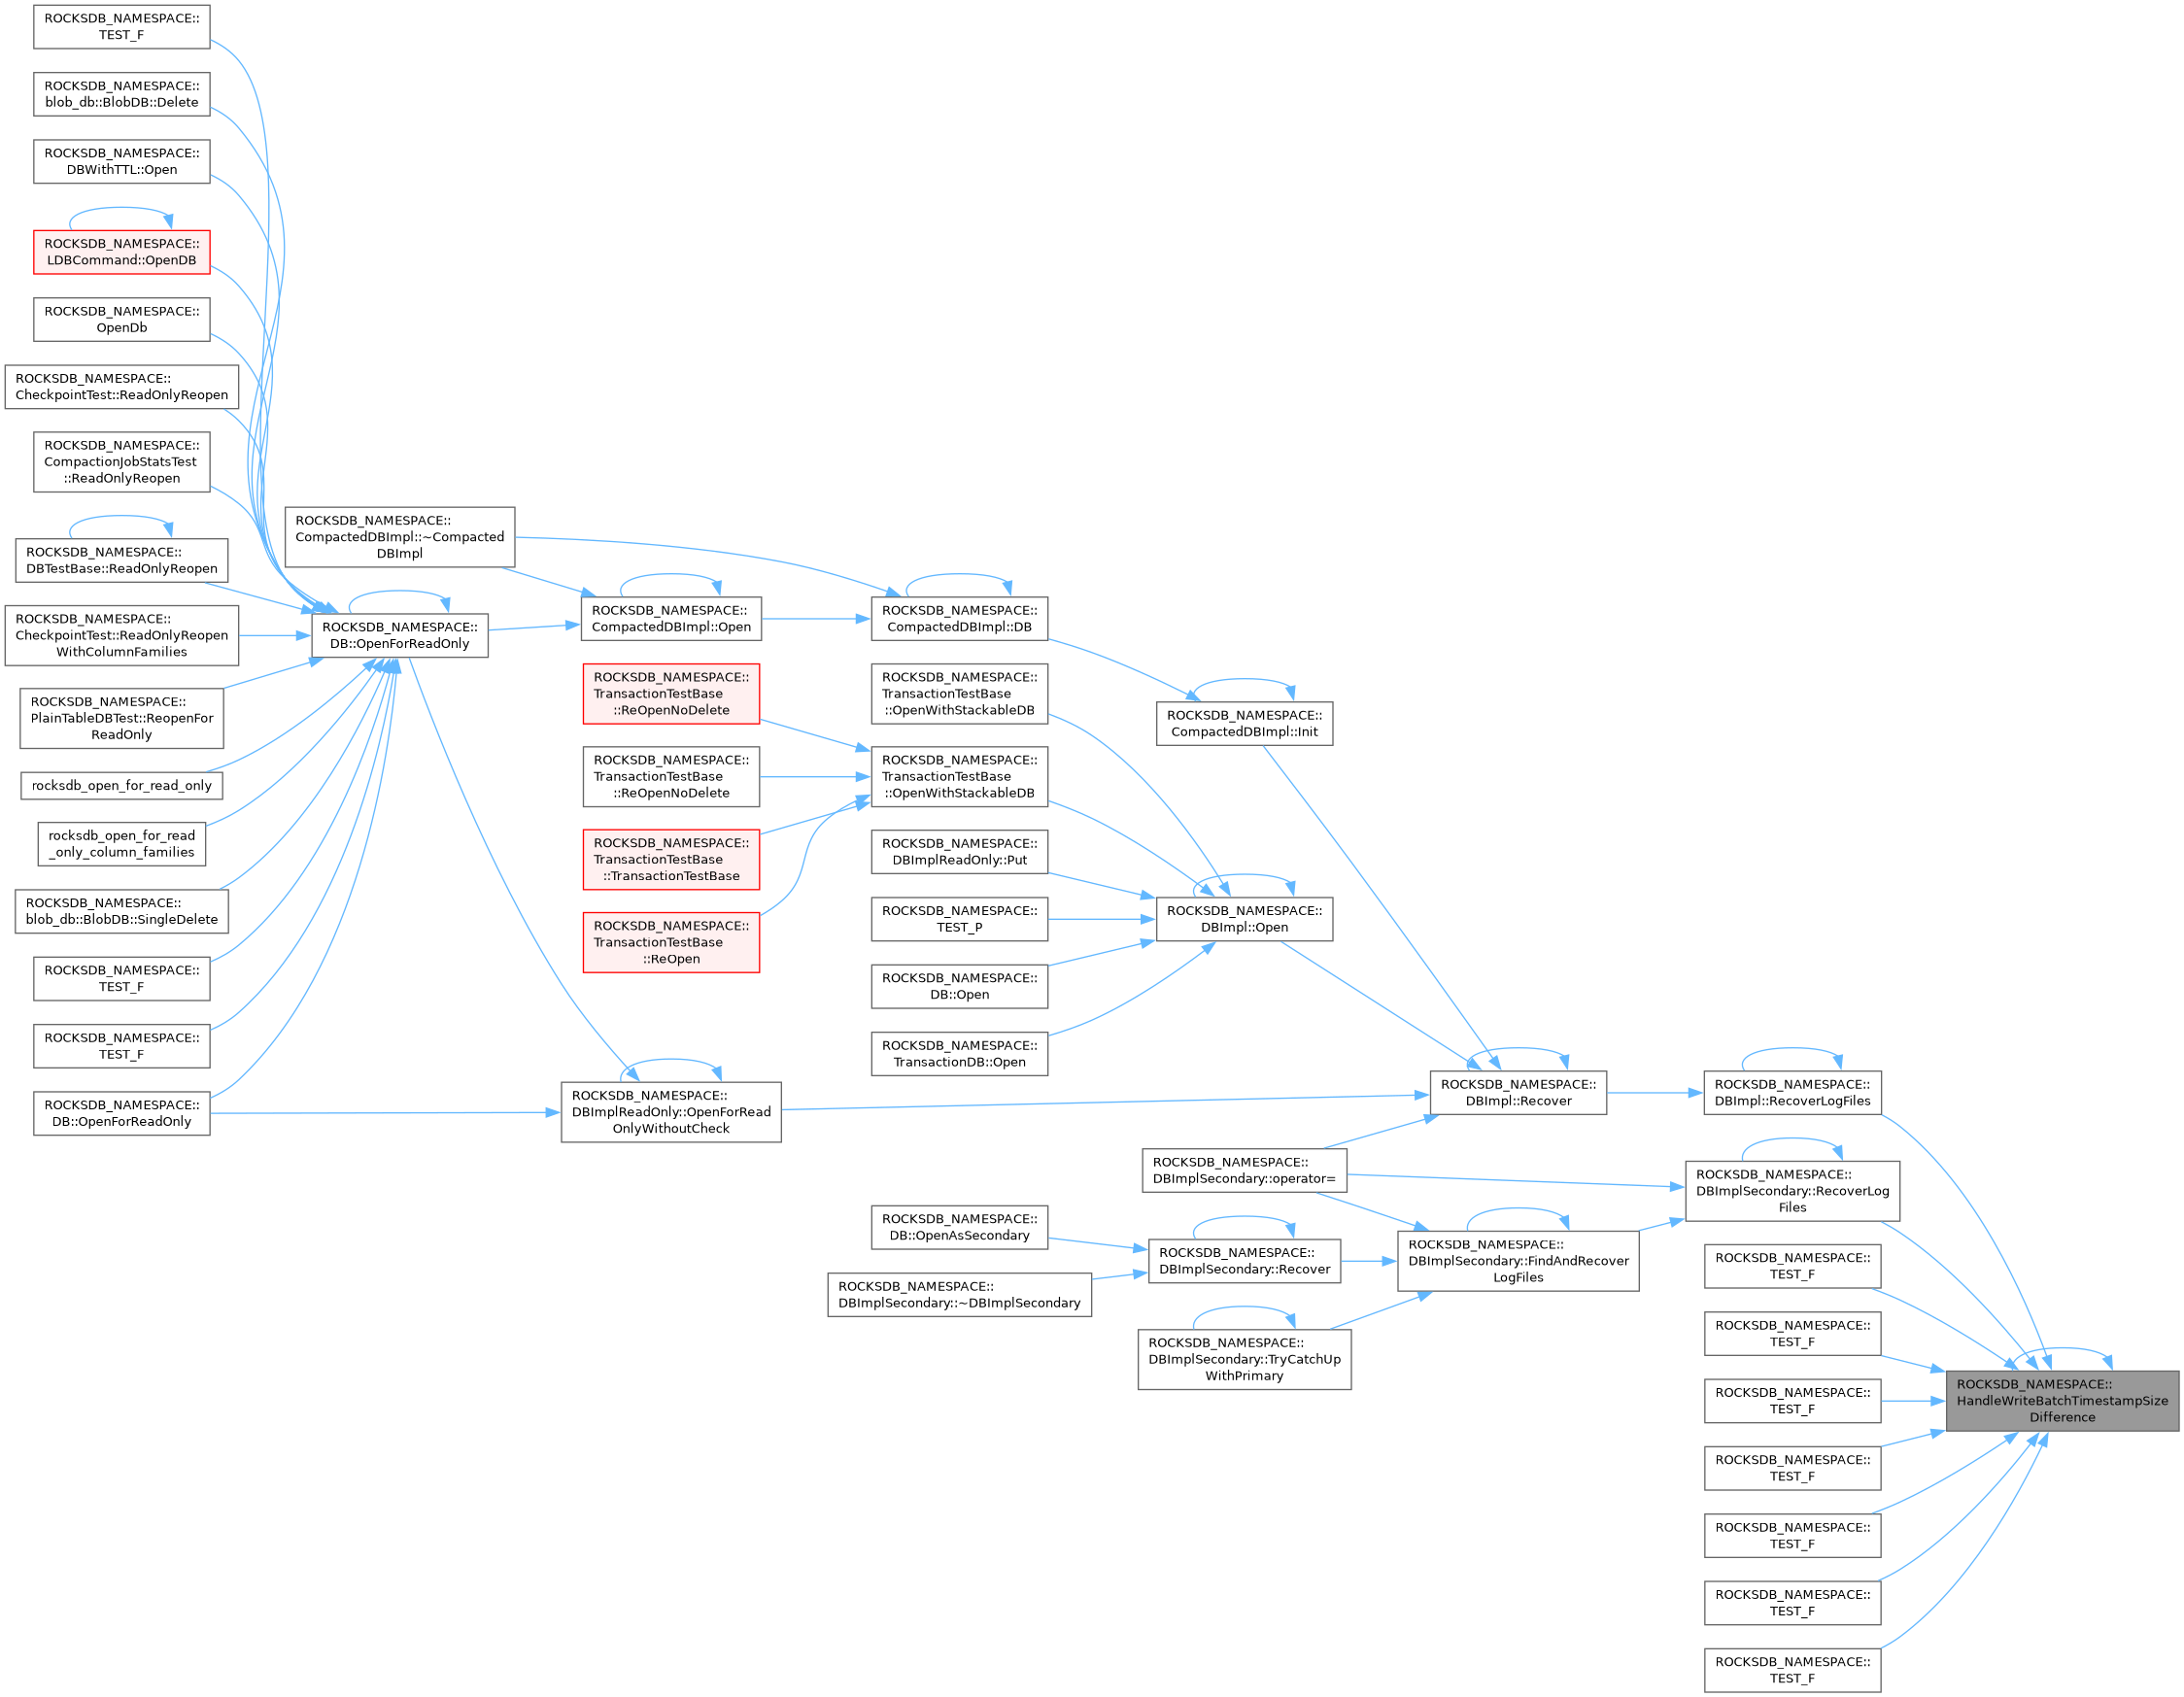 ROCKSDB_NAMESPACE::
TEST_F
ROCKSDB_NAMESPACE::
blob_db::BlobDB::Delete
ROCKSDB_NAMESPACE::
DBWithTTL::Open
ROCKSDB_NAMESPACE::
LDBCommand::OpenDB
ROCKSDB_NAMESPACE::
OpenDb
ROCKSDB_NAMESPACE::
CheckpointTest::ReadOnlyReopen
ROCKSDB_NAMESPACE::
CompactionJobStatsTest
::ReadOnlyReopen
ROCKSDB_NAMESPACE::
DBTestBase::ReadOnlyReopen
ROCKSDB_NAMESPACE::
CheckpointTest::ReadOnlyReopen
WithColumnFamilies
ROCKSDB_NAMESPACE::
PlainTableDBTest::ReopenFor
ReadOnly
rocksdb_open_for_read_only
rocksdb_open_for_read
_only_column_families
ROCKSDB_NAMESPACE::
blob_db::BlobDB::SingleDelete
ROCKSDB_NAMESPACE::
TEST_F
ROCKSDB_NAMESPACE::
TEST_F
ROCKSDB_NAMESPACE::
DB::OpenForReadOnly
ROCKSDB_NAMESPACE::
DB::OpenForReadOnly
ROCKSDB_NAMESPACE::
CompactedDBImpl::~Compacted
DBImpl
ROCKSDB_NAMESPACE::
CompactedDBImpl::Open
ROCKSDB_NAMESPACE::
TransactionTestBase
::ReOpenNoDelete
ROCKSDB_NAMESPACE::
TransactionTestBase
::ReOpenNoDelete
ROCKSDB_NAMESPACE::
TransactionTestBase
::TransactionTestBase
ROCKSDB_NAMESPACE::
TransactionTestBase
::ReOpen
ROCKSDB_NAMESPACE::
DBImplReadOnly::OpenForRead
OnlyWithoutCheck
ROCKSDB_NAMESPACE::
CompactedDBImpl::DB
ROCKSDB_NAMESPACE::
TransactionTestBase
::OpenWithStackableDB
ROCKSDB_NAMESPACE::
TransactionTestBase
::OpenWithStackableDB
ROCKSDB_NAMESPACE::
DBImplReadOnly::Put
ROCKSDB_NAMESPACE::
TEST_P
ROCKSDB_NAMESPACE::
DB::Open
ROCKSDB_NAMESPACE::
TransactionDB::Open
ROCKSDB_NAMESPACE::
DB::OpenAsSecondary
ROCKSDB_NAMESPACE::
DBImplSecondary::~DBImplSecondary
ROCKSDB_NAMESPACE::
CompactedDBImpl::Init
ROCKSDB_NAMESPACE::
DBImpl::Open
ROCKSDB_NAMESPACE::
DBImplSecondary::operator=
ROCKSDB_NAMESPACE::
DBImplSecondary::Recover
ROCKSDB_NAMESPACE::
DBImplSecondary::TryCatchUp
WithPrimary
ROCKSDB_NAMESPACE::
DBImpl::Recover
ROCKSDB_NAMESPACE::
DBImplSecondary::FindAndRecover
LogFiles
ROCKSDB_NAMESPACE::
DBImpl::RecoverLogFiles
ROCKSDB_NAMESPACE::
DBImplSecondary::RecoverLog
Files
ROCKSDB_NAMESPACE::
TEST_F
ROCKSDB_NAMESPACE::
TEST_F
ROCKSDB_NAMESPACE::
TEST_F
ROCKSDB_NAMESPACE::
TEST_F
ROCKSDB_NAMESPACE::
TEST_F
ROCKSDB_NAMESPACE::
TEST_F
ROCKSDB_NAMESPACE::
TEST_F
ROCKSDB_NAMESPACE::
HandleWriteBatchTimestampSize
Difference